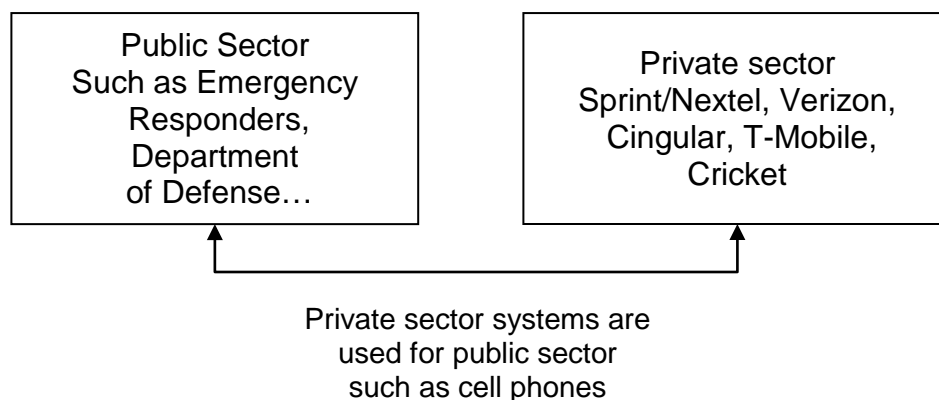 Public Sector
Such as Emergency
Responders,
Department
of Defense…
Private sector
Sprint/Nextel, Verizon,
Cingular, T-Mobile,
Cricket
Private sector systems are
used for public sector
such as cell phones